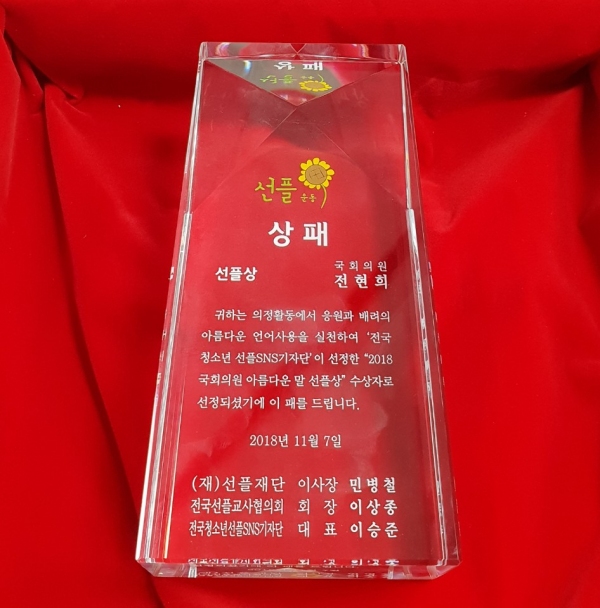 선플
운동
상패
선플상
국회의원
전현희
귀하는 의정활동에서 응원과 배려의
아름다운 언어사용을 실천하여 ‘전국
청소년 선플SNS기자단’이 선정한 “2018
국회의원 아름다운 말 선플상” 수상자로
선정되셨기에 이 패를 드립니다.
2018년 11월 7일
(재)선플재단 이사장 민병철
전국선플교사협의회 회 장 이상종
전국청소년선플SNS기자단 대 표 이승준